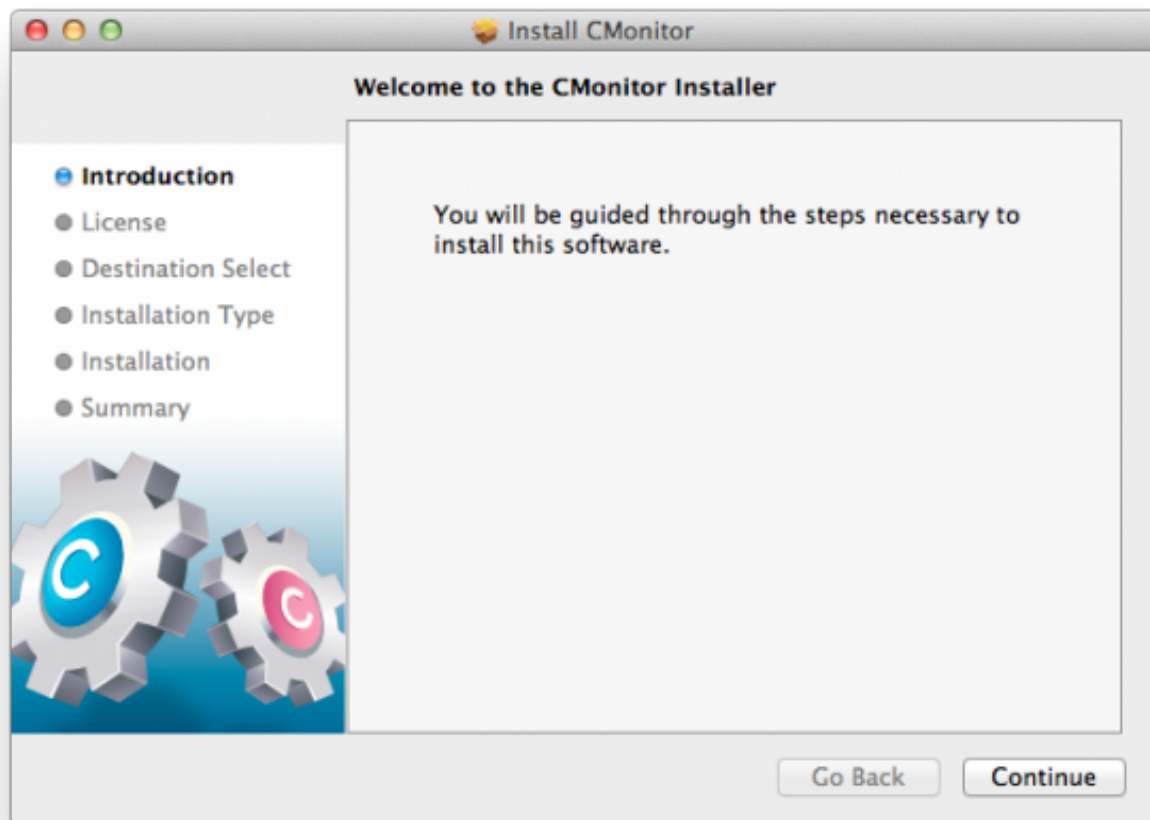 Install CMonitor
Welcome to the CMonitor Installer
Introduction
License
Destination Select
Installation Type
Installation
Summary
You will be guided through the steps necessary to
install this software.
C
C
Go Back
Continue